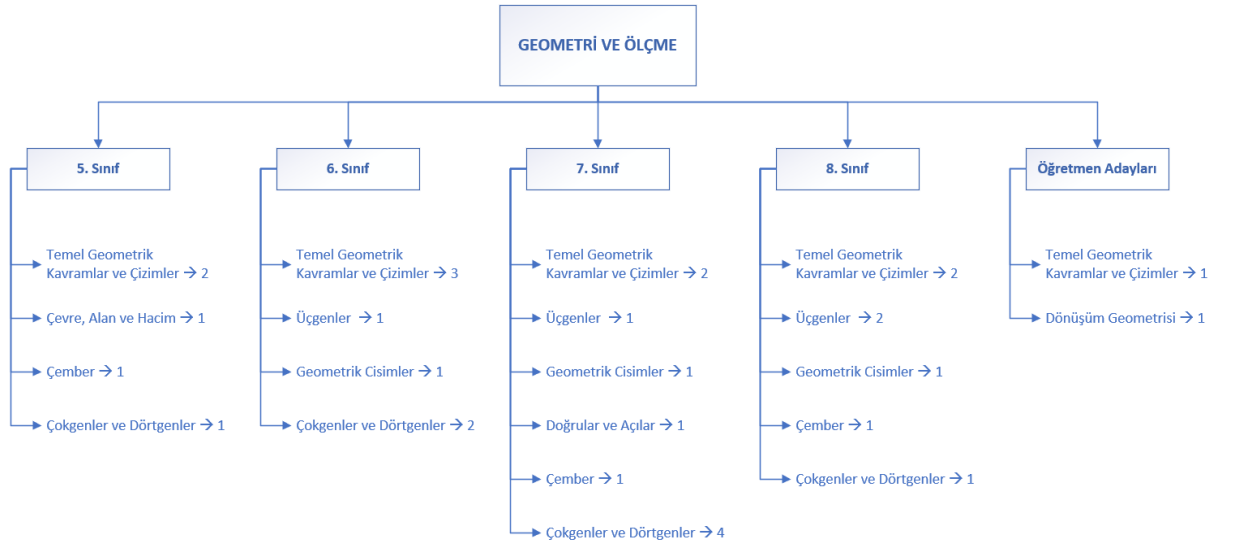 GEOMETRİ VE ÖLÇME
5. Sınıf
Temel Geometrik
Kavramlar ve Çizimler → 2
Çevre, Alan ve Hacim → 1
Çember → 1
Çokgenler ve Dörtgenler → 1
6. Sınıf
Temel Geometrik
Kavramlar ve Çizimler → 3
Üçgenler → 1
Geometrik Cisimler → 1
Çokgenler ve Dörtgenler → 2
7. Sınıf
Temel Geometrik
Kavramlar ve Çizimler → 2
Üçgenler → 1
Geometrik Cisimler → 1
Doğrular ve Açılar → 1
Çember → 1
Çokgenler ve Dörtgenler → 4
8. Sınıf
Temel Geometrik
Kavramlar ve Çizimler → 2
Üçgenler → 2
Geometrik Cisimler → 1
Çember → 1
Çokgenler ve Dörtgenler → 1
Öğretmen Adayları
Temel Geometrik
Kavramlar ve Çizimler → 1
Dönüşüm Geometrisi → 1